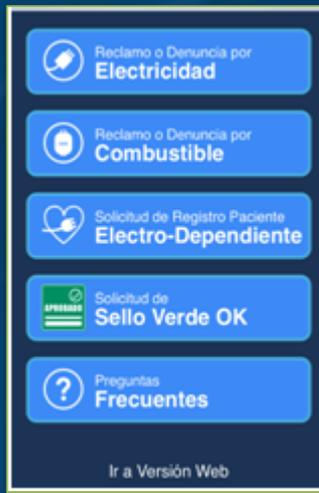 Reclamo o Denuncia por
Electricidad
Reclamo o Denuncia por
Combustible
Solicitud de Registro Paciente
Electro-Dependiente
APROBADO
Solicitud de
Sello Verde OK
?
Preguntas
Frecuentes
Ir a Versión Web